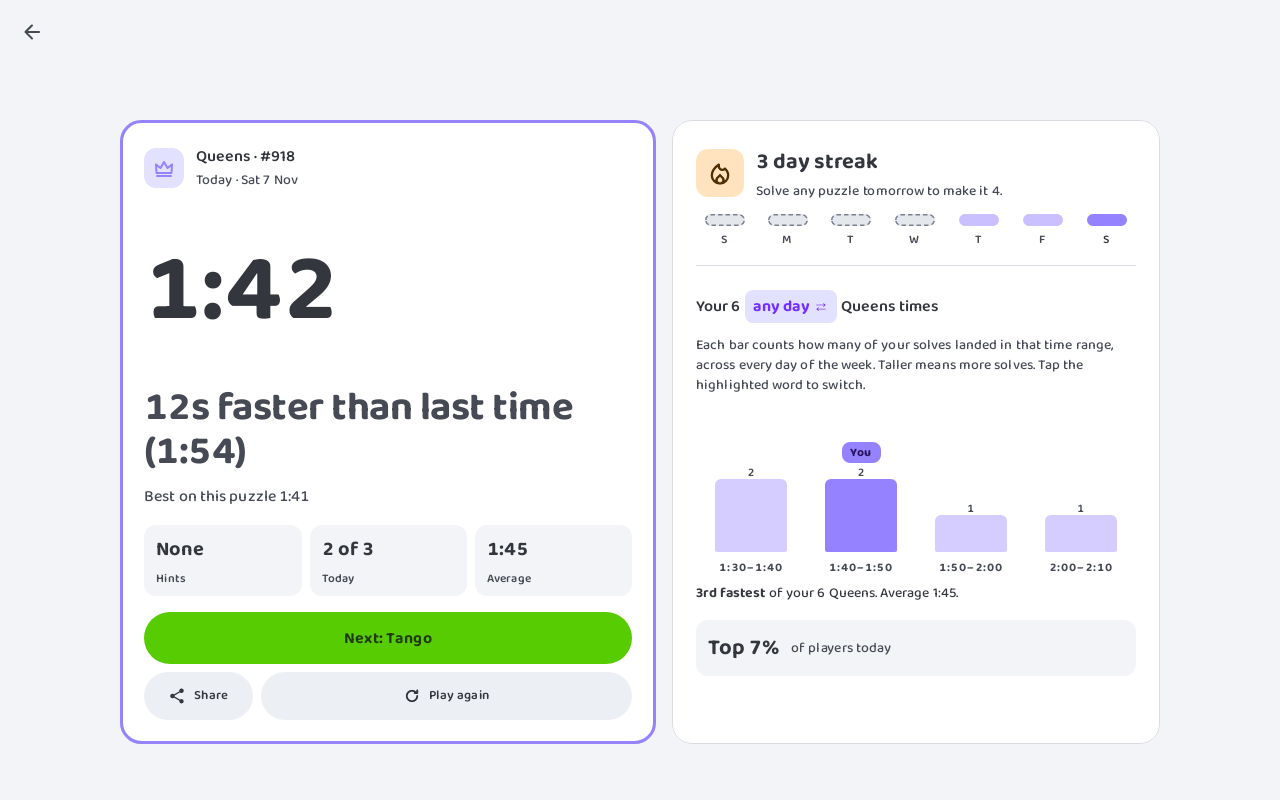 Queens · #918
Today · Sat 7 Nov
1:42
12s faster than last time
(1:54)
Best on this puzzle 1:41
None
Hints
2 of 3
Today
1:45
Average
Next: Tango
Share
Play again
3 day streak
Solve any puzzle tomorrow to make it 4.
S M T W T F S
Your 6 any day Queens times
Each bar counts how many of your solves landed in that time range,
across every day of the week. Taller means more solves. Tap the
highlighted word to switch.
You
2 2 1 1
1:30–1:40 1:40–1:50 1:50–2:00 2:00–2:10
3rd fastest of your 6 Queens. Average 1:45.
Top 7% of players today